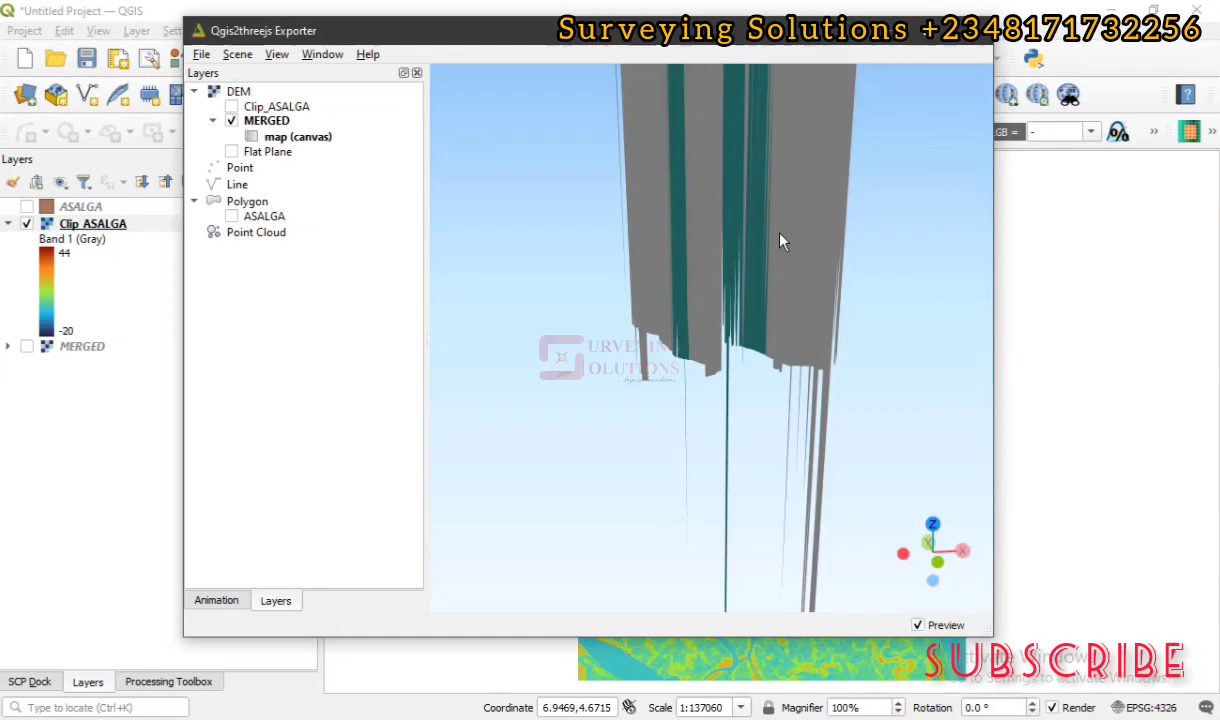 *Untitled Project — QGIS
Surveying Solutions +2348171732256
Project Edit View Layer
Qgis2threejs Exporter
File Scene View Window Help
Layers
DEM
Clip_ASALGA
MERGED
map (canvas)
Flat Plane
Point
Line
Polygon
ASALGA
Point Cloud
Layers
ASALGA
Clip_ASALGA
Band 1 (Gray)
44
-20
MERGED
-
URVEYING
OLUTIONS
Z
Y
X
Animation Layers
Preview
SUBSCRIBE
SCP Dock Layers Processing Toolbox
Type to locate (Ctrl+K)
Coordinate 6.9469,4.6715 Scale 1:137060 Magnifier 100% Rotation 0.0 ° Render EPSG:4326